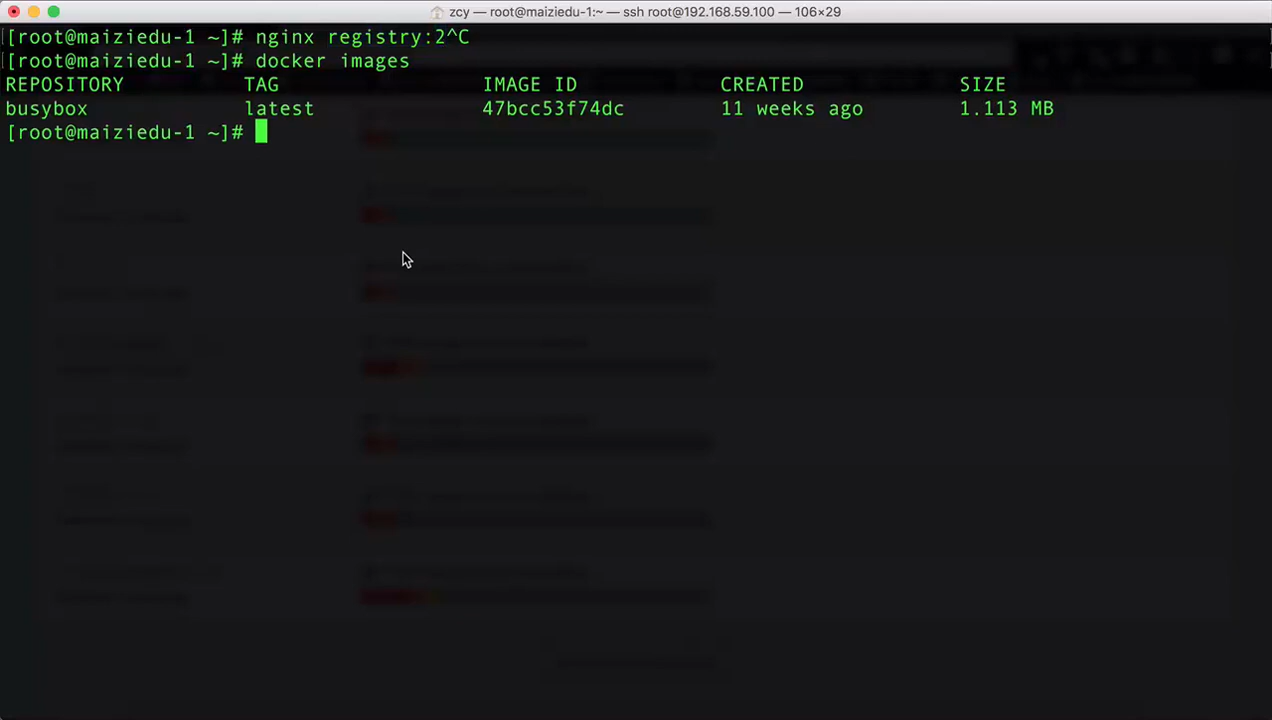 zcy — root@maiziedu-1:~ — ssh root@192.168.59.100 — 106×29
[root@maiziedu-1 ~]# nginx registry:2^C
[root@maiziedu-1 ~]# docker images
REPOSITORY TAG IMAGE ID CREATED SIZE
busybox latest 47bcc53f74dc 11 weeks ago 1.113 MB
[root@maiziedu-1 ~]#